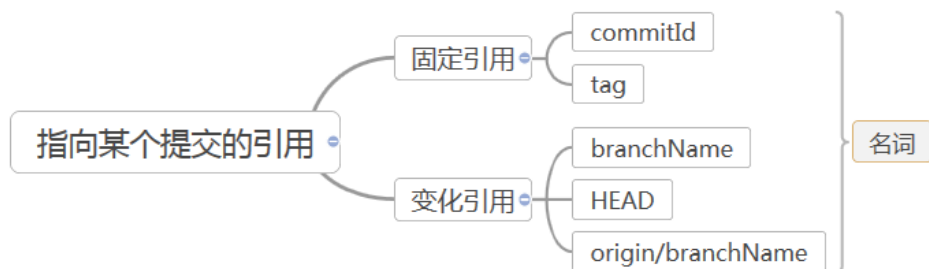 指向某个提交的引用
固定引用
commitId
tag
变化引用
branchName
HEAD
origin/branchName
名词